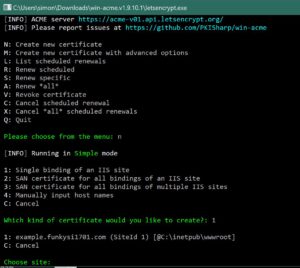 C:\Users\simon\Downloads\win-acme.v1.9.10.1\letsencrypt.exe
[INFO] ACME server https://acme-v01.api.letsencrypt.org/
[INFO] Please report issues at https://github.com/PKISharp/win-acme
N: Create new certificate
M: Create new certificate with advanced options
L: List scheduled renewals
R: Renew scheduled
S: Renew specific
A: Renew *all*
V: Revoke certificate
C: Cancel scheduled renewal
X: Cancel *all* scheduled renewals
Q: Quit
Please choose from the menu: n
[INFO] Running in Simple mode
1: Single binding of an IIS site
2: SAN certificate for all bindings of an IIS site
3: SAN certificate for all bindings of multiple IIS sites
4: Manually input host names
C: Cancel
Which kind of certificate would you like to create?: 1
1: example.funkysi1701.com (SiteId 1) [@C:\inetpub\wwwroot]
C: Cancel
Choose site: